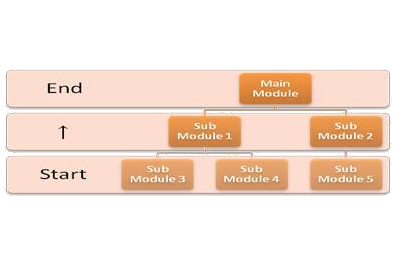 End
Main
Module
↑
Sub
Module 1
Sub
Module 2
Start
Sub
Module 3
Sub
Module 4
Sub
Module 5